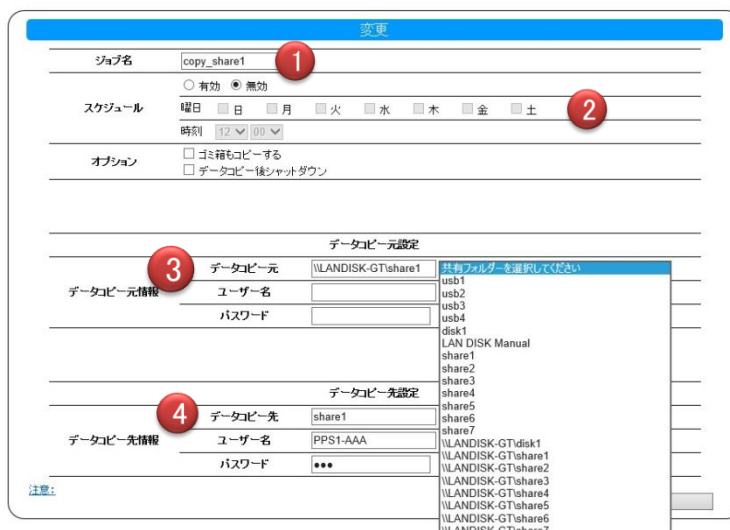 変更
ジョブ名 copy_share1 1
スケジュール
○ 有効 ◉ 無効
曜日 日 月 火 水 木 金 土 2
時刻 12 00
オプション
ゴミ箱もコピーする
データコピー後シャットダウン
データコピー元設定
3
データコピー元情報
データコピー元 \\LANDISK-GT\share1
ユーザー名
パスワード
共有フォルダーを選択してください
usb1
usb2
usb3
usb4
disk1
LAN DISK Manual
share1
share2
share3
share4
share5
share6
share7
\\LANDISK-GT\disk1
\\LANDISK-GT\share1
\\LANDISK-GT\share2
\\LANDISK-GT\share3
\\LANDISK-GT\share4
\\LANDISK-GT\share5
\\LANDISK-GT\share6
\\LANDISK-GT\share7
データコピー先設定
4
データコピー先情報
データコピー先 share1
ユーザー名 PPS1-AAA
パスワード •••
注意: